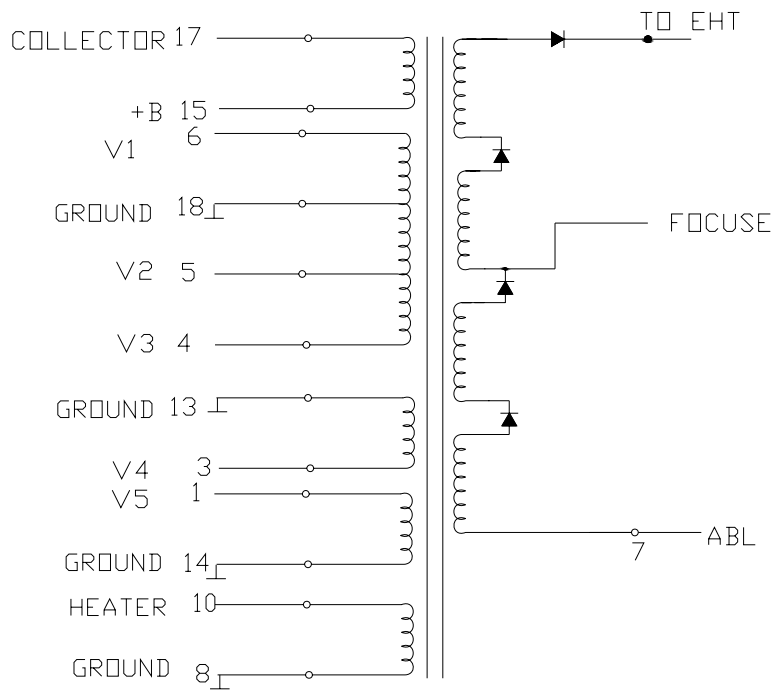 COLLECTOR 17
TO EHT
+B 15
V1 6
GROUND 18
FOCUSE
V2 5
V3 4
GROUND 13
V4 3
V5 1
ABL
7
GROUND 14
HEATER 10
GROUND 8